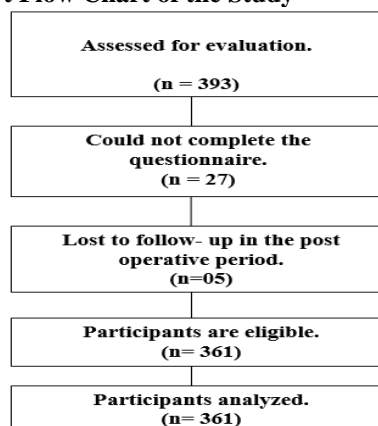 t Flow Chart of the Study
Assessed for evaluation.
(n = 393)
Could not complete the
questionnaire.
(n = 27)
Lost to follow- up in the post
operative period.
(n=05)
Participants are eligible.
(n= 361)
Participants analyzed.
(n= 361)